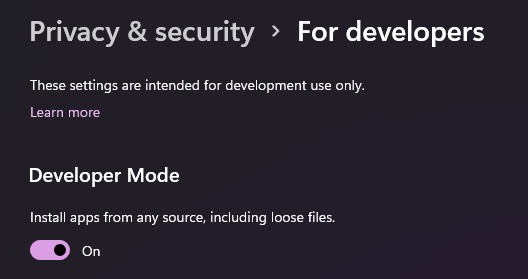 Privacy & security > For developers
These settings are intended for development use only.
Learn more
Developer Mode
Install apps from any source, including loose files.
On